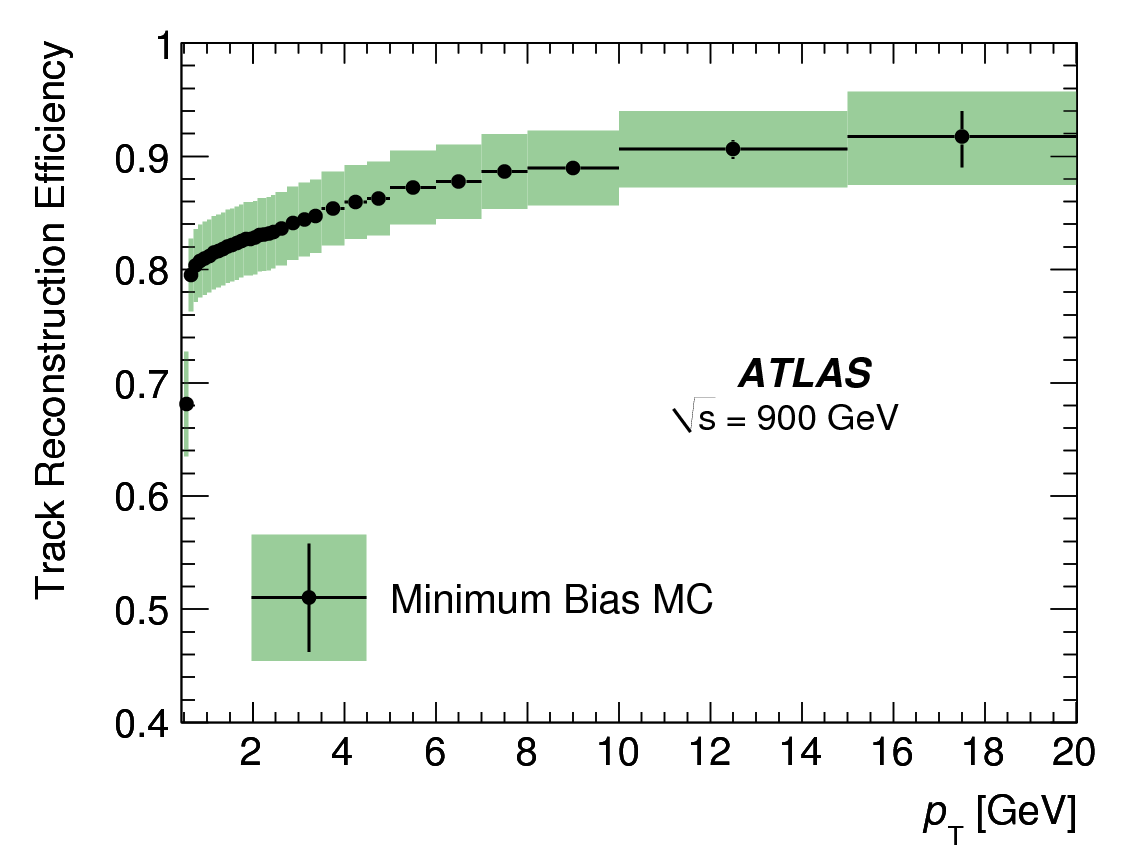 Track Reconstruction Efficiency
1
0.9
0.8
0.7
0.6
0.5
0.4
ATLAS
√s = 900 GeV
Minimum Bias MC
2 4 6 8 10 12 14 16 18 20
p_T [GeV]